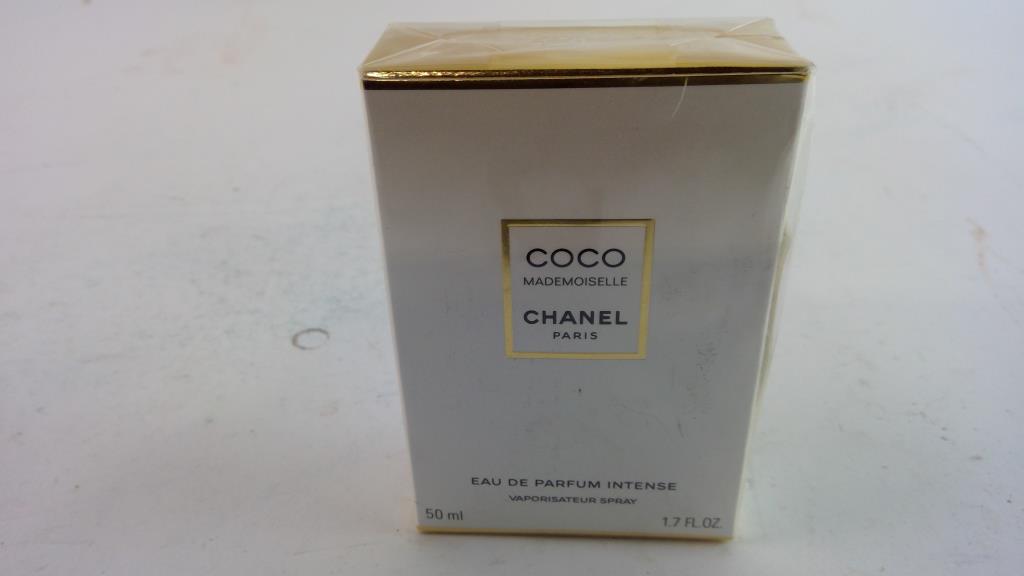 COCO
MADEMOISELLE
CHANEL
PARIS
EAU DE PARFUM INTENSE
VAPORISATEUR SPRAY
50 ml 1.7 FL.OZ.